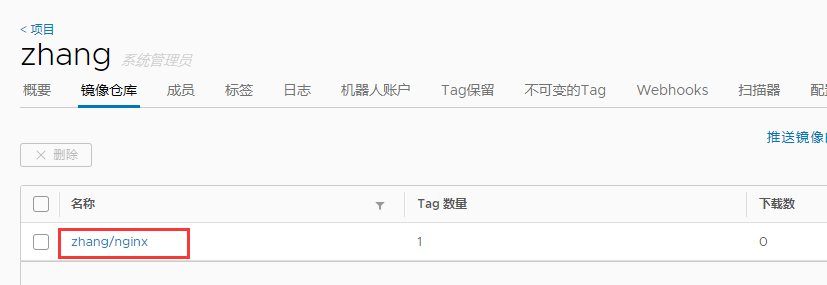 < 项目
zhang 系统管理员
概要 镜像仓库 成员 标签 日志 机器人账户 Tag保留 不可变的Tag Webhooks 扫描器
推送镜像
× 删除
名称 Tag 数量 下载数
zhang/nginx 1 0